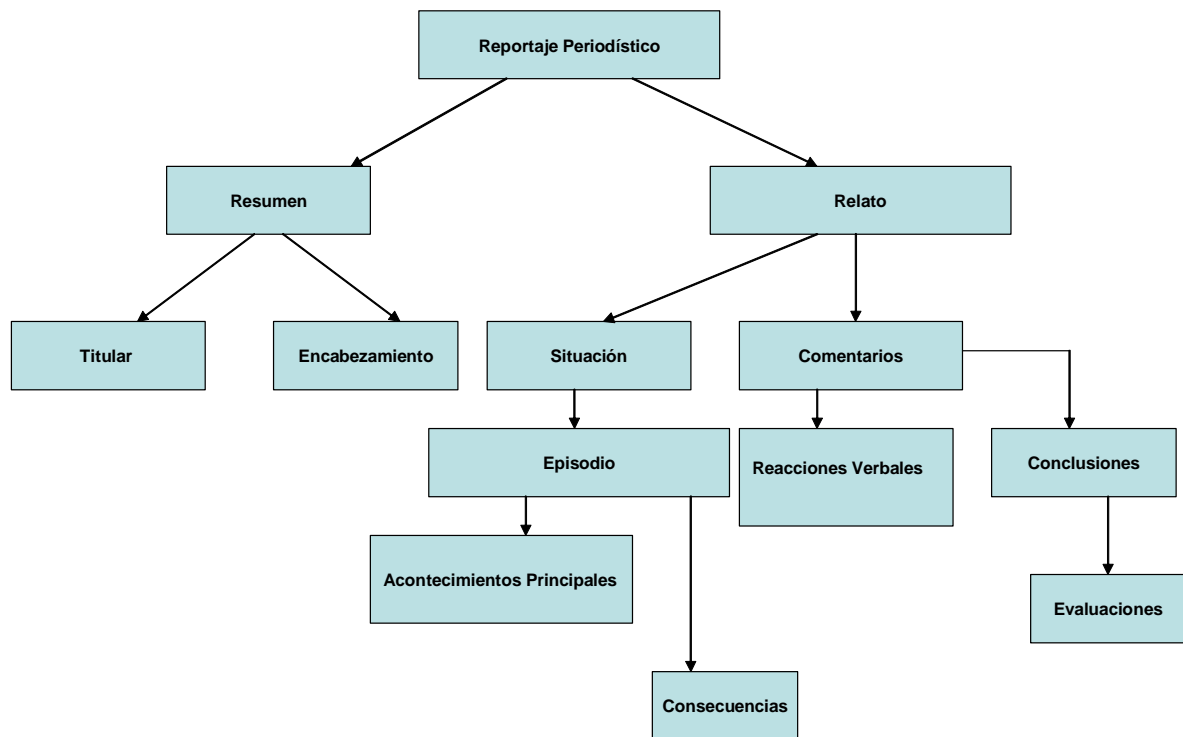 Reportaje Periodístico
Resumen
Relato
Titular
Encabezamiento
Situación
Comentarios
Episodio
Reacciones Verbales
Conclusiones
Acontecimientos Principales
Evaluaciones
Consecuencias